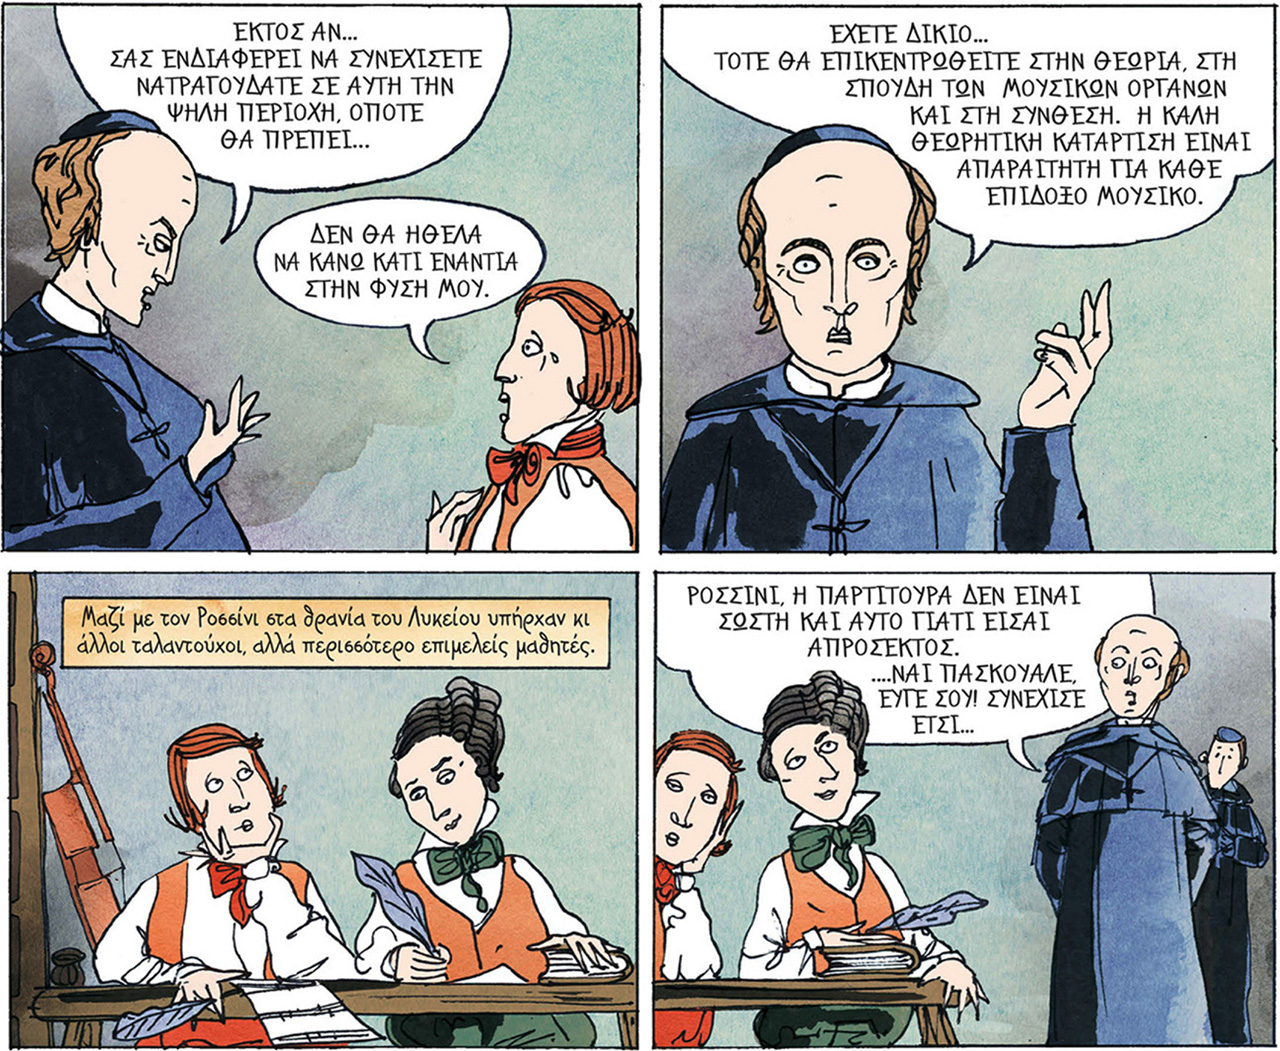 ΕΚΤΟΣ ΑΝ...
ΣΑΣ ΕΝΔΙΑΦΕΡΕΙ ΝΑ ΣΥΝΕΧΙΣΕΤΕ
ΝΑΤΡΑΓΟΥΔΑΤΕ ΣΕ ΑΥΤΗ ΤΗΝ
ΨΗΛΗ ΠΕΡΙΟΧΗ, ΟΠΟΤΕ
ΘΑ ΠΡΕΠΕΙ...
ΔΕΝ ΘΑ ΗΘΕΛΑ
ΝΑ ΚΑΝΩ ΚΑΤΙ ΕΝΑΝΤΙΑ
ΣΤΗΝ ΦΥΣΗ ΜΟΥ.
ΕΧΕΤΕ ΔΙΚΙΟ...
ΤΟΤΕ ΘΑ ΕΠΙΚΕΝΤΡΩΘΕΙΤΕ ΣΤΗΝ ΘΕΩΡΙΑ, ΣΤΗ
ΣΠΟΥΔΗ ΤΩΝ ΜΟΥΣΙΚΩΝ ΟΡΓΑΝΩΝ
ΚΑΙ ΣΤΗ ΣΥΝΘΕΣΗ. Η ΚΑΛΗ
ΘΕΩΡΗΤΙΚΗ ΚΑΤΑΡΤΙΣΗ ΕΙΝΑΙ
ΑΠΑΡΑΙΤΗΤΗ ΓΙΑ ΚΑΘΕ
ΕΠΙΔΟΞΟ ΜΟΥΣΙΚΟ.
Μαζί με τον Ροσσίνι στα θρανία του Λυκείου υπήρχαν κι
άλλοι ταλαντούχοι, αλλά περισσότερο επιμελείς μαθητές.
ΡΟΣΣΙΝΙ, Η ΠΑΡΤΙΤΟΥΡΑ ΔΕΝ ΕΙΝΑΙ
ΣΩΣΤΗ ΚΑΙ ΑΥΤΟ ΓΙΑΤΙ ΕΙΣΑΙ
ΑΠΡΟΣΕΚΤΟΣ.
....ΝΑΙ ΠΑΣΚΟΥΑΛΕ,
ΕΥΓΕ ΣΟΥ! ΣΥΝΕΧΙΣΕ
ΕΤΣΙ...